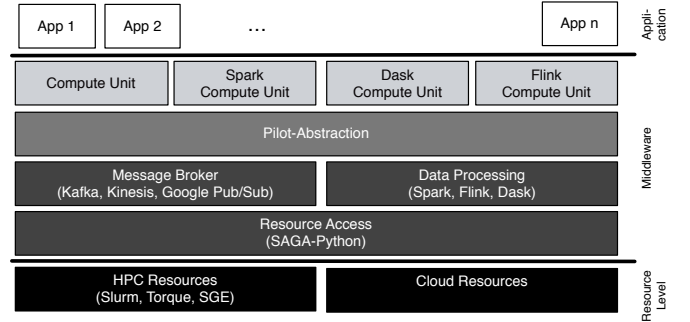 App 1
App 2
...
App n
Appli-
cation
Compute Unit
Spark
Compute Unit
Dask
Compute Unit
Flink
Compute Unit
Pilot-Abstraction
Message Broker
(Kafka, Kinesis, Google Pub/Sub)
Data Processing
(Spark, Flink, Dask)
Middleware
Resource Access
(SAGA-Python)
HPC Resources
(Slurm, Torque, SGE)
Cloud Resources
Resource
Level